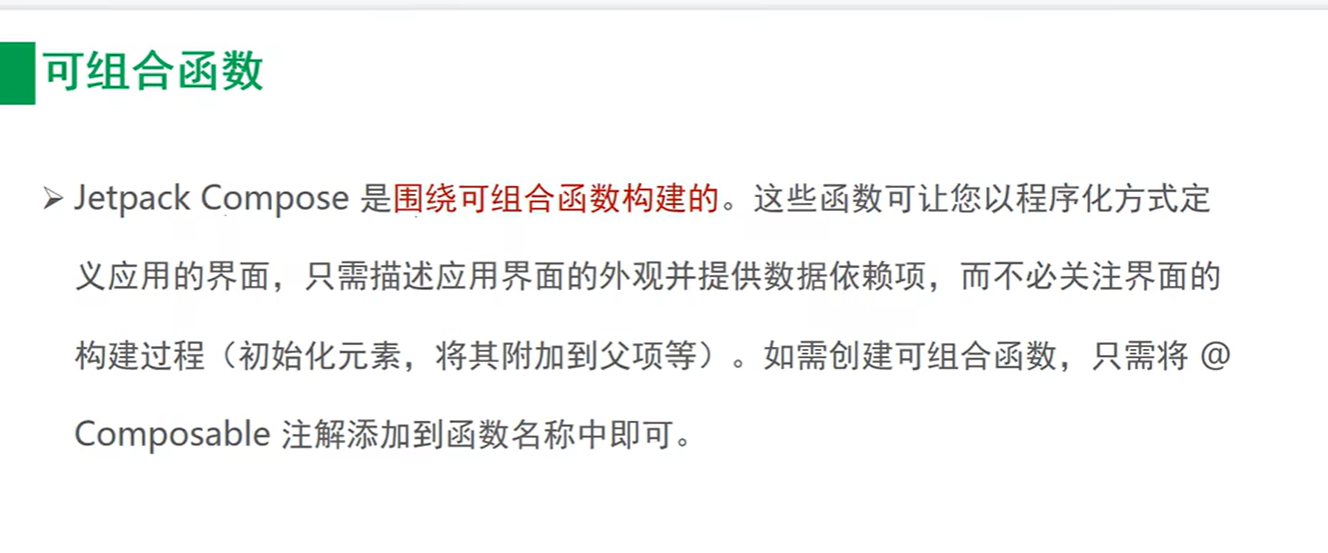 可组合函数
➢ Jetpack Compose 是围绕可组合函数构建的。这些函数可让您以程序化方式定
义应用的界面，只需描述应用界面的外观并提供数据依赖项，而不必关注界面的
构建过程（初始化元素，将其附加到父项等）。如需创建可组合函数，只需将 @
Composable 注解添加到函数名称中即可。